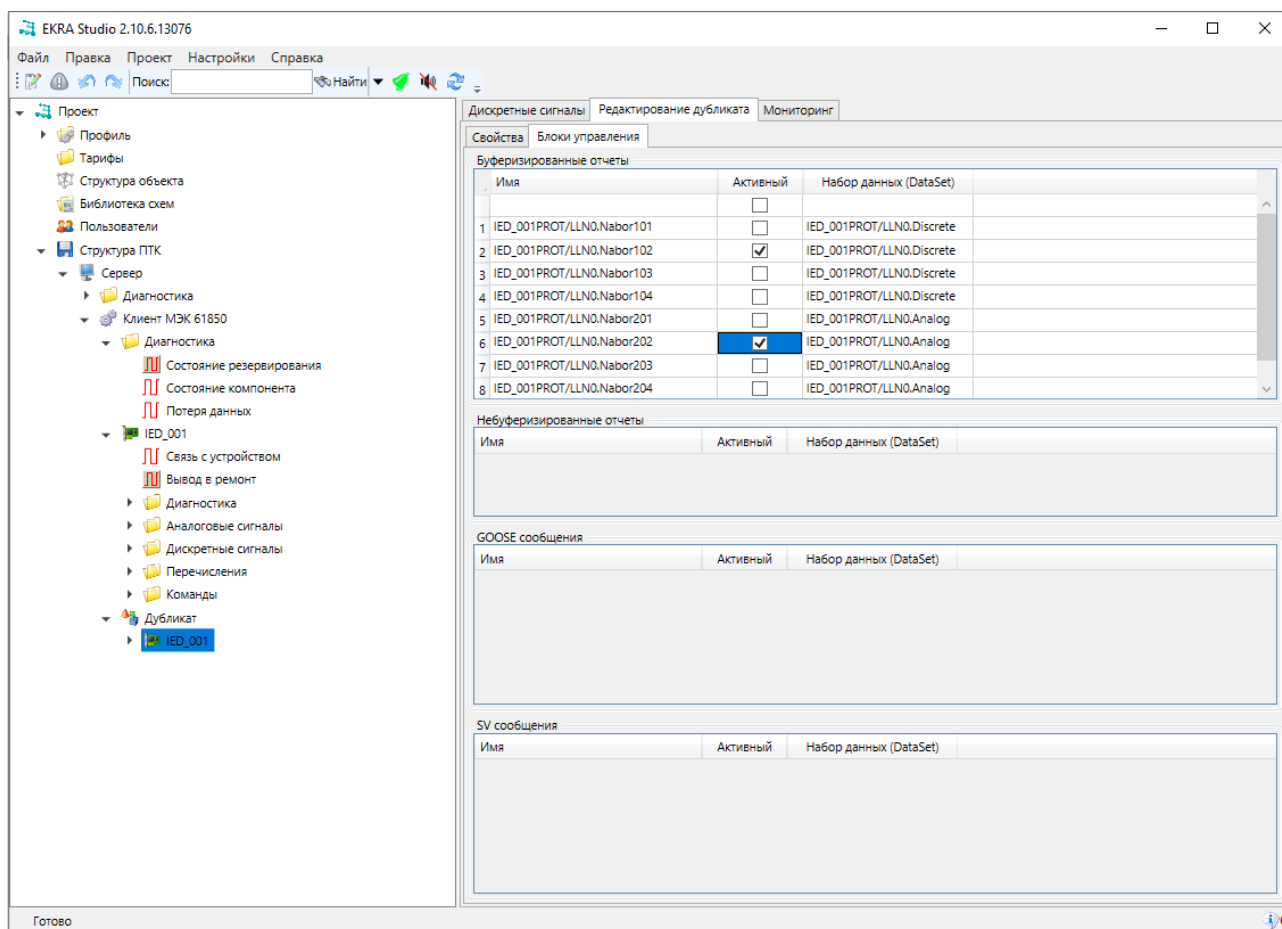 EKRA Studio 2.10.6.13076
Файл Правка Проект Настройки Справка
Поиск: Найти
Проект
Профиль
Тарифы
Структура объекта
Библиотека схем
Пользователи
Структура ПТК
Сервер
Диагностика
Клиент МЭК 61850
Диагностика
Состояние резервирования
Состояние компонента
Потеря данных
IED_001
Связь с устройством
Вывод в ремонт
Диагностика
Аналоговые сигналы
Дискретные сигналы
Перечисления
Команды
Дубликат
IED_001
Дискретные сигналы Редактирование дубликата Мониторинг
Свойства Блоки управления
Буферизированные отчеты
Имя Активный Набор данных (DataSet)
1 IED_001PROT/LLN0.Nabor101 IED_001PROT/LLN0.Discrete
2 IED_001PROT/LLN0.Nabor102 IED_001PROT/LLN0.Discrete
3 IED_001PROT/LLN0.Nabor103 IED_001PROT/LLN0.Discrete
4 IED_001PROT/LLN0.Nabor104 IED_001PROT/LLN0.Discrete
5 IED_001PROT/LLN0.Nabor201 IED_001PROT/LLN0.Analog
6 IED_001PROT/LLN0.Nabor202 IED_001PROT/LLN0.Analog
7 IED_001PROT/LLN0.Nabor203 IED_001PROT/LLN0.Analog
8 IED_001PROT/LLN0.Nabor204 IED_001PROT/LLN0.Analog
Небуферизированные отчеты
Имя Активный Набор данных (DataSet)
GOOSE сообщения
Имя Активный Набор данных (DataSet)
SV сообщения
Имя Активный Набор данных (DataSet)
Готово